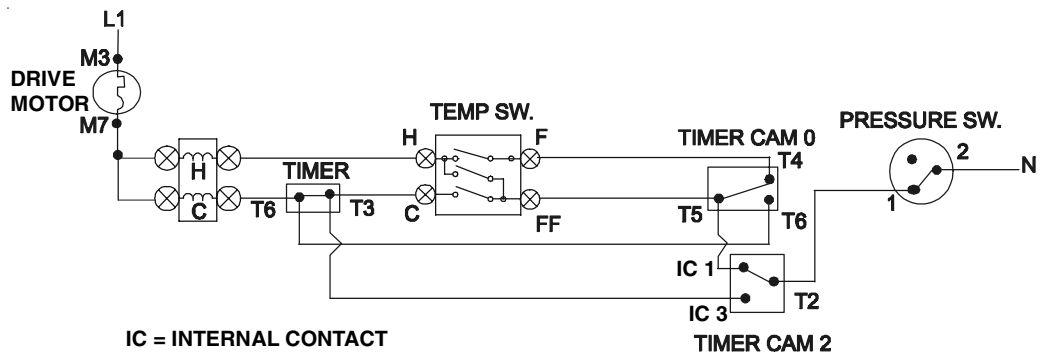 L1
M3
DRIVE
MOTOR
M7
TEMP SW.
PRESSURE SW.
H
F
TIMER CAM 0
T4
2
N
H
TIMER
C
T6
T3
C
FF
T5
T6
1
IC 1
T2
IC 3
IC = INTERNAL CONTACT
TIMER CAM 2